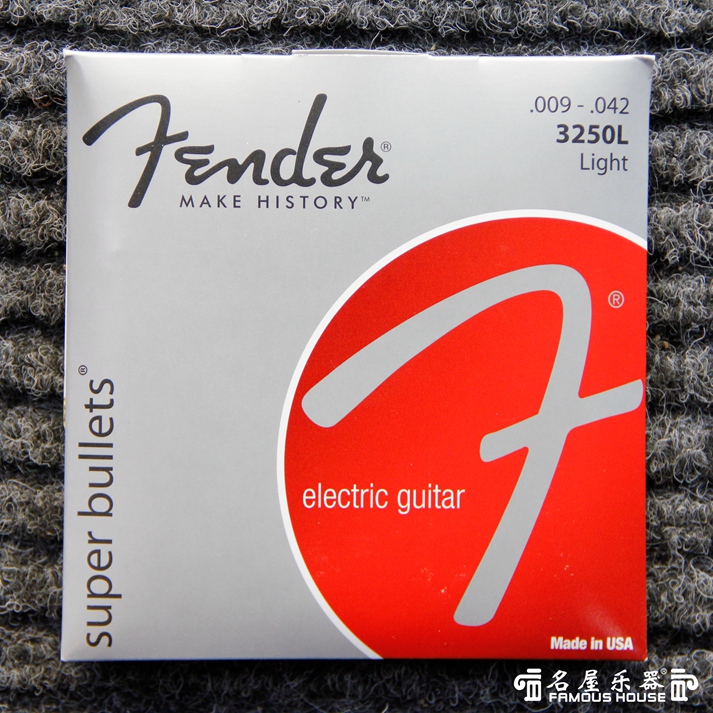 Fender®
MAKE HISTORY™
.009 - .042
3250L
Light
®
super bullets®
electric guitar
Made in USA
名屋乐器®
FAMOUS HOUSE